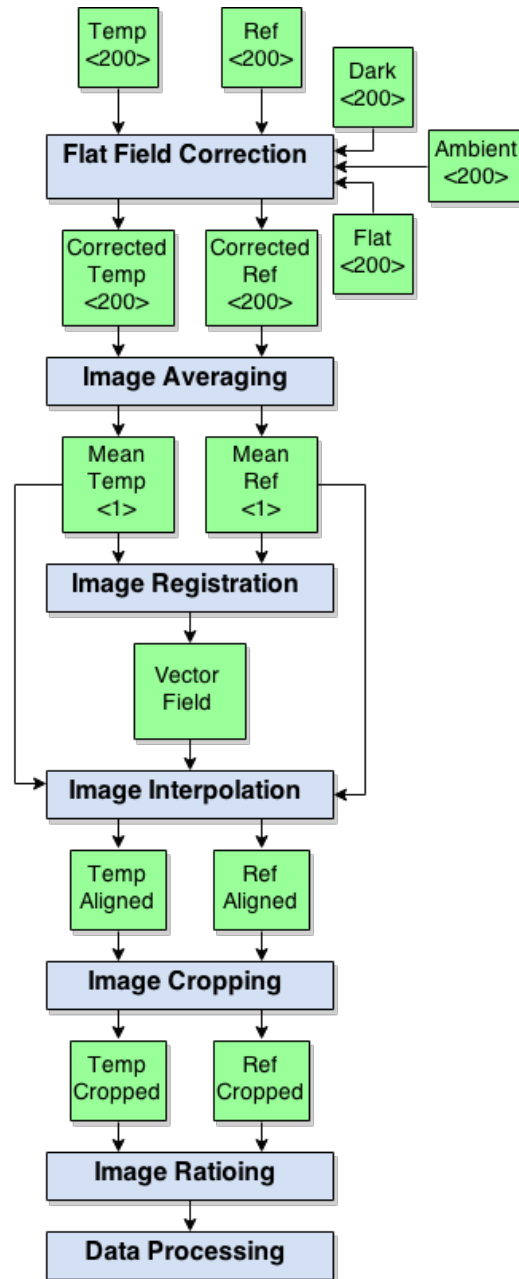 Temp
<200>
Ref
<200>
Dark
<200>
Flat Field Correction
Ambient
<200>
Flat
<200>
Corrected
Temp
<200>
Corrected
Ref
<200>
Image Averaging
Mean
Temp
<1>
Mean
Ref
<1>
Image Registration
Vector
Field
Image Interpolation
Temp
Aligned
Ref
Aligned
Image Cropping
Temp
Cropped
Ref
Cropped
Image Ratioing
Data Processing